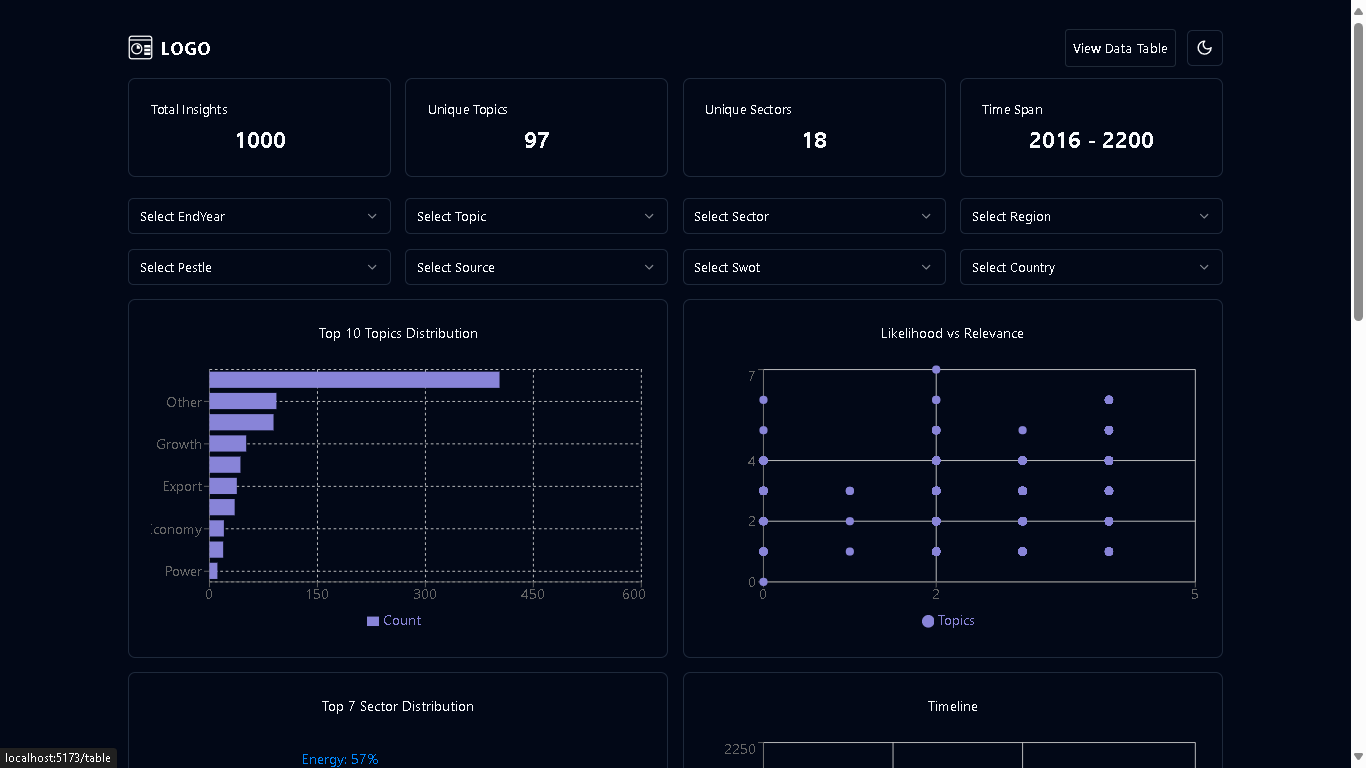 LOGO
View Data Table
Total Insights
1000
Unique Topics
97
Unique Sectors
18
Time Span
2016 - 2200
Select EndYear
Select Topic
Select Sector
Select Region
Select Pestle
Select Source
Select Swot
Select Country
Top 10 Topics Distribution
Other
Growth
Export
conomy
Power
0 150 300 450 600
Count
Likelihood vs Relevance
7
4
2
0
0 2 5
Topics
Top 7 Sector Distribution
Energy: 57%
Timeline
2250
localhost:5173/table